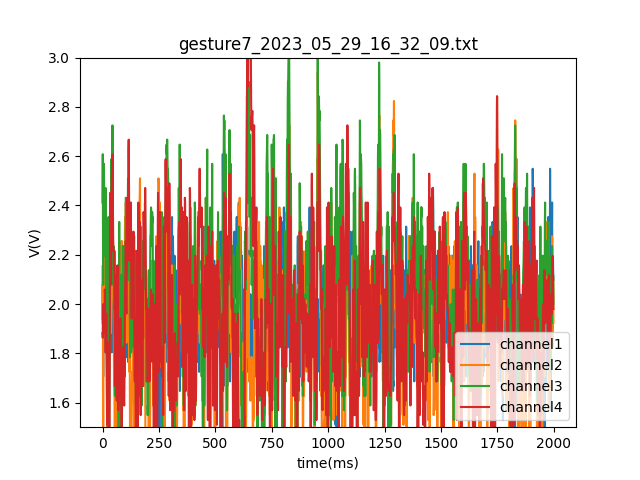 gesture7_2023_05_29_16_32_09.txt
3.0
2.8
2.6
2.4
2.2
2.0
1.8
1.6
V(V)
channel1
channel2
channel3
channel4
0 250 500 750 1000 1250 1500 1750 2000
time(ms)